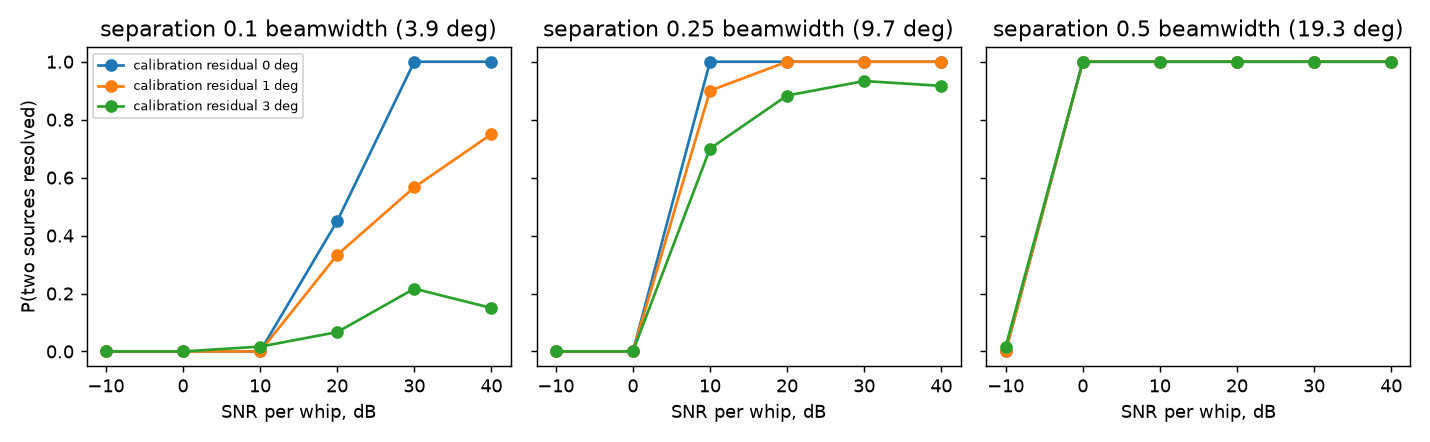 separation 0.1 beamwidth (3.9 deg)
separation 0.25 beamwidth (9.7 deg)
separation 0.5 beamwidth (19.3 deg)
P(two sources resolved)
1.0
0.8
0.6
0.4
0.2
0.0
calibration residual 0 deg
calibration residual 1 deg
calibration residual 3 deg
−10 0 10 20 30 40
−10 0 10 20 30 40
−10 0 10 20 30 40
SNR per whip, dB
SNR per whip, dB
SNR per whip, dB